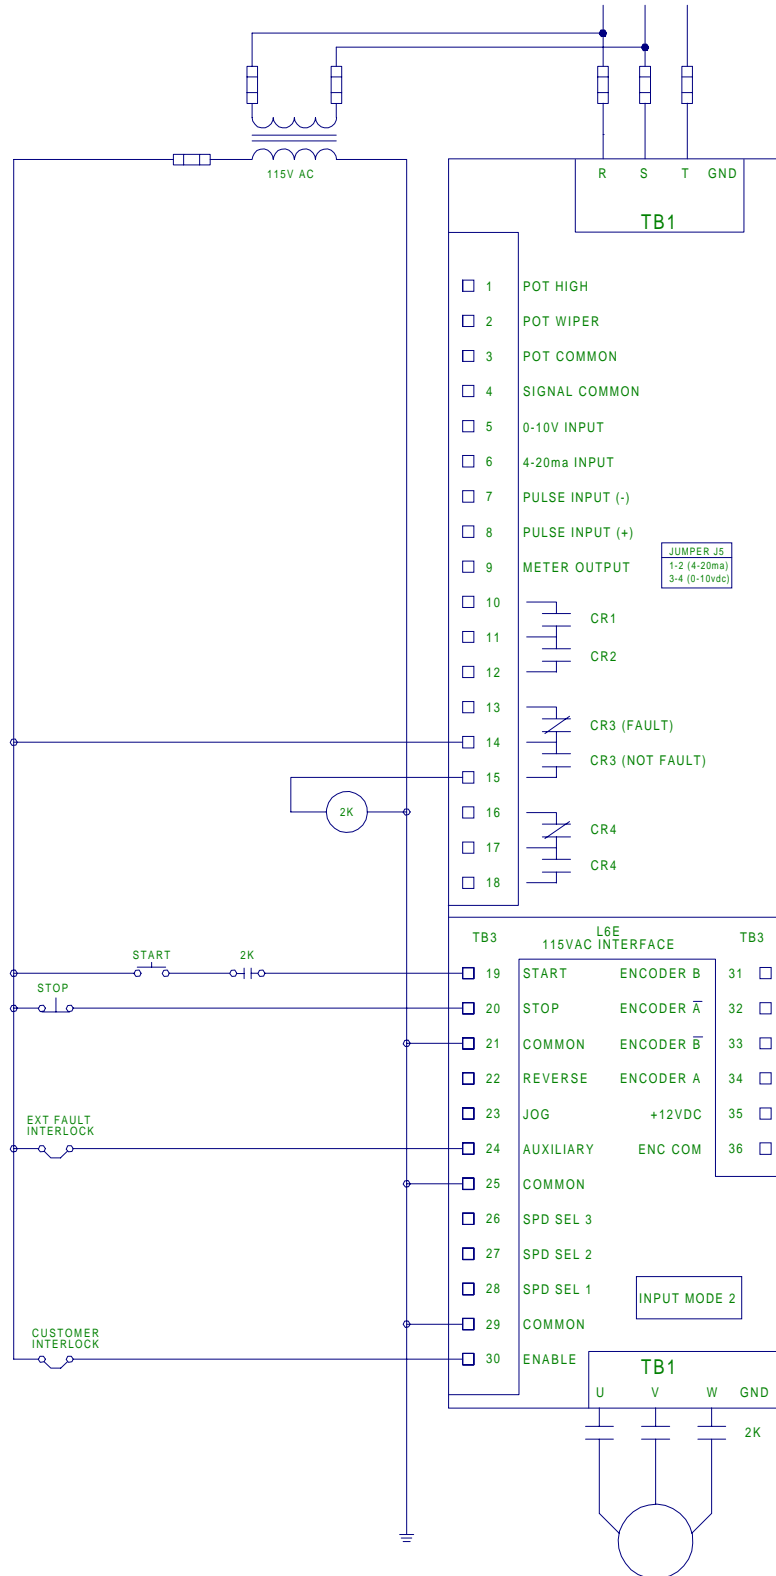 115V AC
R S T GND
TB1
1 POT HIGH
2 POT WIPER
3 POT COMMON
4 SIGNAL COMMON
5 0-10V INPUT
6 4-20ma INPUT
7 PULSE INPUT (-)
8 PULSE INPUT (+)
JUMPER J5
1-2 (4-20ma)
3-4 (0-10vdc)
9 METER OUTPUT
10
CR1
11
CR2
12
13
CR3 (FAULT)
14
CR3 (NOT FAULT)
15
2K
16
CR4
17
CR4
18
TB3
L6E
115VAC INTERFACE
TB3
START
2K
19 START ENCODER B 31
STOP
20 STOP ENCODER A̅ 32
21 COMMON ENCODER B̅ 33
22 REVERSE ENCODER A 34
23 JOG +12VDC 35
EXT FAULT
INTERLOCK
24 AUXILIARY ENC COM 36
25 COMMON
26 SPD SEL 3
27 SPD SEL 2
28 SPD SEL 1
INPUT MODE 2
29 COMMON
CUSTOMER
INTERLOCK
30 ENABLE
TB1
U V W GND
2K